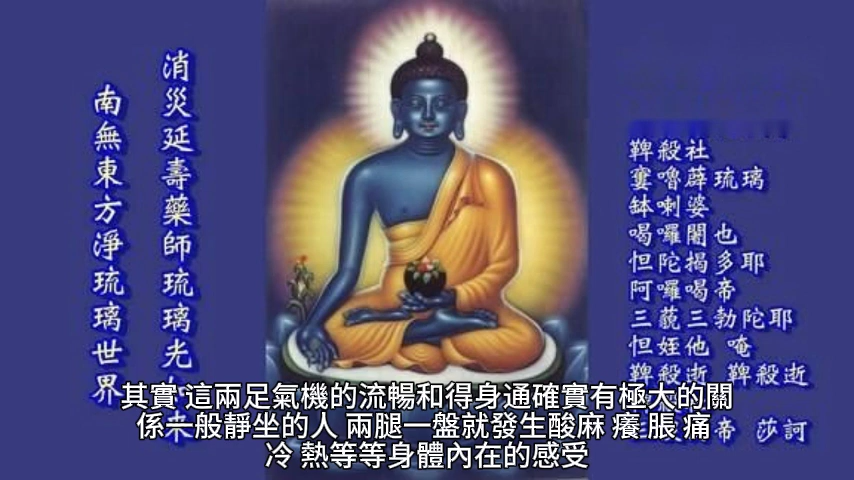 南無東方淨琉璃世界
消災延壽藥師琉璃光如來
鞞殺社
窶嚕薜琉璃
鉢喇婆
喝囉闍也
怛陀揭多耶
阿囉喝帝
三藐三勃陀耶
怛姪他 唵
鞞殺逝 鞞殺逝
帝 莎訶
其實 這兩足氣機的流暢和得身通確實有極大的關
係一般靜坐的人 兩腿一盤就發生酸麻 癢 脹 痛
冷 熱等等身體內在的感受